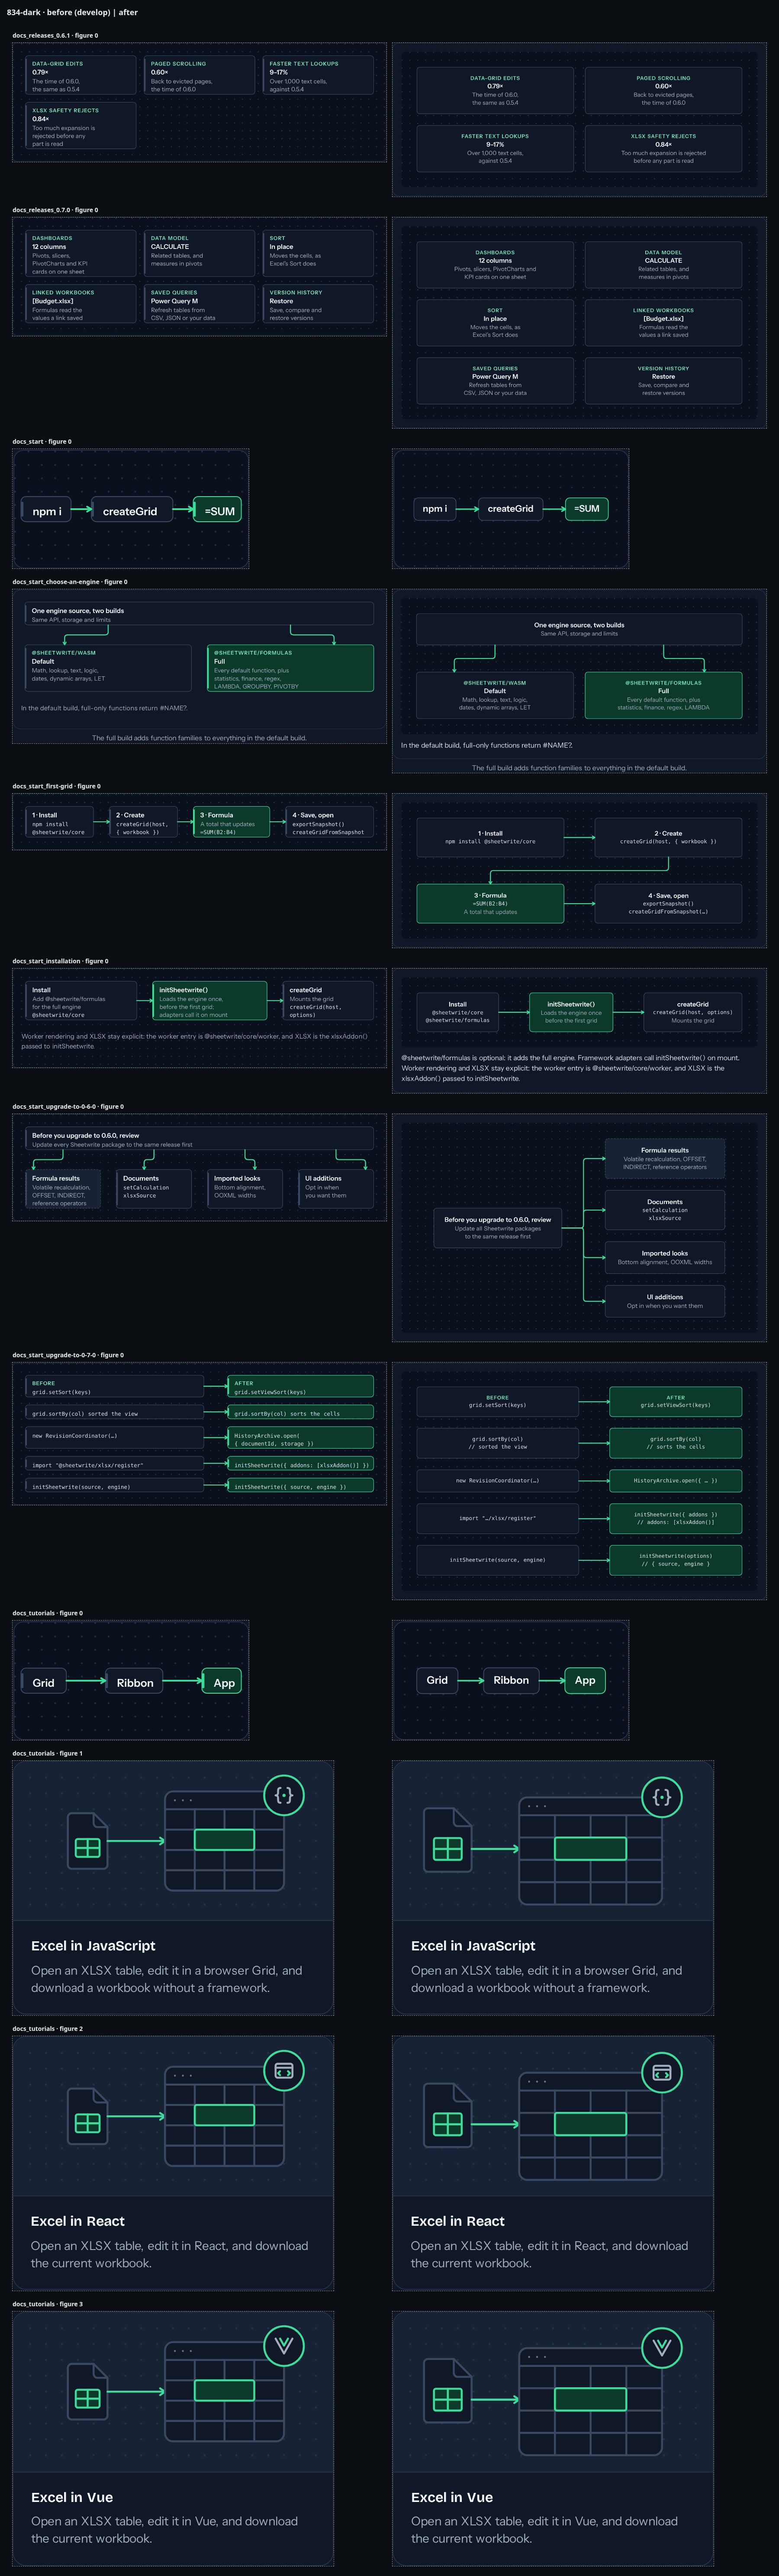 834-dark · before (develop) | after
docs_releases_0.6.1 · figure 0
DATA-GRID EDITS
0.79×
The time of 0.6.0,
the same as 0.5.4
PAGED SCROLLING
0.60×
Back to evicted pages,
the time of 0.6.0
FASTER TEXT LOOKUPS
9–17%
Over 1,000 text cells,
against 0.5.4
XLSX SAFETY REJECTS
0.84×
Too much expansion is
rejected before any
part is read
DATA-GRID EDITS
0.79×
The time of 0.6.0,
the same as 0.5.4
PAGED SCROLLING
0.60×
Back to evicted pages,
the time of 0.6.0
FASTER TEXT LOOKUPS
9–17%
Over 1,000 text cells,
against 0.5.4
XLSX SAFETY REJECTS
0.84×
Too much expansion is rejected
before any part is read
docs_releases_0.7.0 · figure 0
DASHBOARDS
12 columns
Pivots, slicers,
PivotCharts and KPI
cards on one sheet
DATA MODEL
CALCULATE
Related tables, and
measures in pivots
SORT
In place
Moves the cells, as
Excel's Sort does
LINKED WORKBOOKS
[Budget.xlsx]
Formulas read the
values a link saved
SAVED QUERIES
Power Query M
Refresh tables from
CSV, JSON or your data
VERSION HISTORY
Restore
Save, compare and
restore versions
DASHBOARDS
12 columns
Pivots, slicers, PivotCharts and
KPI cards on one sheet
DATA MODEL
CALCULATE
Related tables, and
measures in pivots
SORT
In place
Moves the cells, as
Excel's Sort does
LINKED WORKBOOKS
[Budget.xlsx]
Formulas read the
values a link saved
SAVED QUERIES
Power Query M
Refresh tables from
CSV, JSON or your data
VERSION HISTORY
Restore
Save, compare and
restore versions
docs_start · figure 0
npm i
createGrid
=SUM
npm i
createGrid
=SUM
docs_start_choose-an-engine · figure 0
One engine source, two builds
Same API, storage and limits
@SHEETWRITE/WASM
Default
Math, lookup, text, logic,
dates, dynamic arrays, LET
@SHEETWRITE/FORMULAS
Full
Every default function, plus
statistics, finance, regex,
LAMBDA, GROUPBY, PIVOTBY
In the default build, full-only functions return #NAME?.
The full build adds function families to everything in the default build.
One engine source, two builds
Same API, storage and limits
@SHEETWRITE/WASM
Default
Math, lookup, text, logic,
dates, dynamic arrays, LET
@SHEETWRITE/FORMULAS
Full
Every default function, plus
statistics, finance, regex, LAMBDA
In the default build, full-only functions return #NAME?.
The full build adds function families to everything in the default build.
docs_start_first-grid · figure 0
1 · Install
npm install
@sheetwrite/core
2 · Create
createGrid(host,
{ workbook })
3 · Formula
A total that updates
=SUM(B2:B4)
4 · Save, open
exportSnapshot()
createGridFromSnapshot
1 · Install
npm install @sheetwrite/core
2 · Create
createGrid(host, { workbook })
3 · Formula
=SUM(B2:B4)
A total that updates
4 · Save, open
exportSnapshot()
createGridFromSnapshot(…)
docs_start_installation · figure 0
Install
Add @sheetwrite/formulas
for the full engine
@sheetwrite/core
initSheetwrite()
Loads the engine once,
before the first grid;
adapters call it on mount
createGrid
Mounts the grid
createGrid(host,
options)
Worker rendering and XLSX stay explicit: the worker entry is @sheetwrite/core/worker, and XLSX is the xlsxAddon()
passed to initSheetwrite.
Install
@sheetwrite/core
@sheetwrite/formulas
initSheetwrite()
Loads the engine once
before the first grid
createGrid
createGrid(host, options)
Mounts the grid
@sheetwrite/formulas is optional: it adds the full engine. Framework adapters call initSheetwrite() on mount.
Worker rendering and XLSX stay explicit: the worker entry is @sheetwrite/core/worker, and XLSX is the
xlsxAddon() passed to initSheetwrite.
docs_start_upgrade-to-0-6-0 · figure 0
Before you upgrade to 0.6.0, review
Update every Sheetwrite package to the same release first
Formula results
Volatile recalculation,
OFFSET, INDIRECT,
reference operators
Documents
setCalculation
xlsxSource
Imported looks
Bottom alignment,
OOXML widths
UI additions
Opt in when
you want them
Before you upgrade to 0.6.0, review
Update all Sheetwrite packages
to the same release first
Formula results
Volatile recalculation, OFFSET,
INDIRECT, reference operators
Documents
setCalculation
xlsxSource
Imported looks
Bottom alignment, OOXML widths
UI additions
Opt in when you want them
docs_start_upgrade-to-0-7-0 · figure 0
BEFORE
grid.setSort(keys)
AFTER
grid.setViewSort(keys)
grid.sortBy(col) sorted the view
grid.sortBy(col) sorts the cells
new RevisionCoordinator(…)
HistoryArchive.open(
{ documentId, storage })
import "@sheetwrite/xlsx/register"
initSheetwrite({ addons: [xlsxAddon()] })
initSheetwrite(source, engine)
initSheetwrite({ source, engine })
BEFORE
grid.setSort(keys)
AFTER
grid.setViewSort(keys)
grid.sortBy(col)
// sorted the view
grid.sortBy(col)
// sorts the cells
new RevisionCoordinator(…)
HistoryArchive.open({ … })
import "…/xlsx/register"
initSheetwrite({ addons })
// addons: [xlsxAddon()]
initSheetwrite(source, engine)
initSheetwrite(options)
// { source, engine }
docs_tutorials · figure 0
Grid
Ribbon
App
Grid
Ribbon
App
docs_tutorials · figure 1
Excel in JavaScript
Open an XLSX table, edit it in a browser Grid, and
download a workbook without a framework.
Excel in JavaScript
Open an XLSX table, edit it in a browser Grid, and
download a workbook without a framework.
docs_tutorials · figure 2
Excel in React
Open an XLSX table, edit it in React, and download
the current workbook.
Excel in React
Open an XLSX table, edit it in React, and download
the current workbook.
docs_tutorials · figure 3
Excel in Vue
Open an XLSX table, edit it in Vue, and download
the current workbook.
Excel in Vue
Open an XLSX table, edit it in Vue, and download
the current workbook.